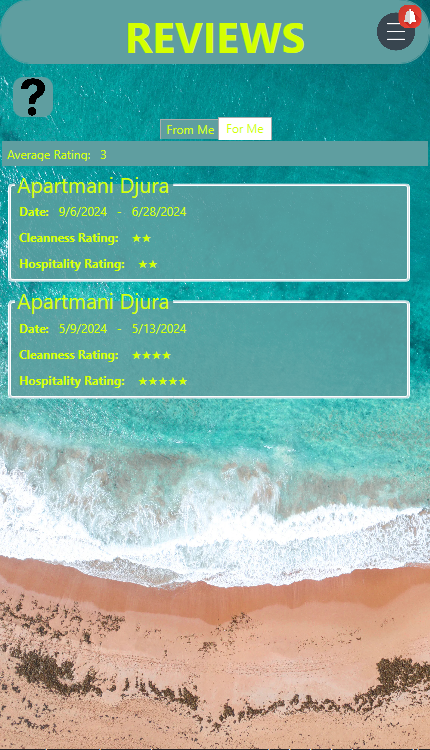 REVIEWS
?
From Me For Me
Average Rating: 3
Apartmani Djura
Date: 9/6/2024 - 6/28/2024
Cleanness Rating: ★★
Hospitality Rating: ★★
Apartmani Djura
Date: 5/9/2024 - 5/13/2024
Cleanness Rating: ★★★★
Hospitality Rating: ★★★★★